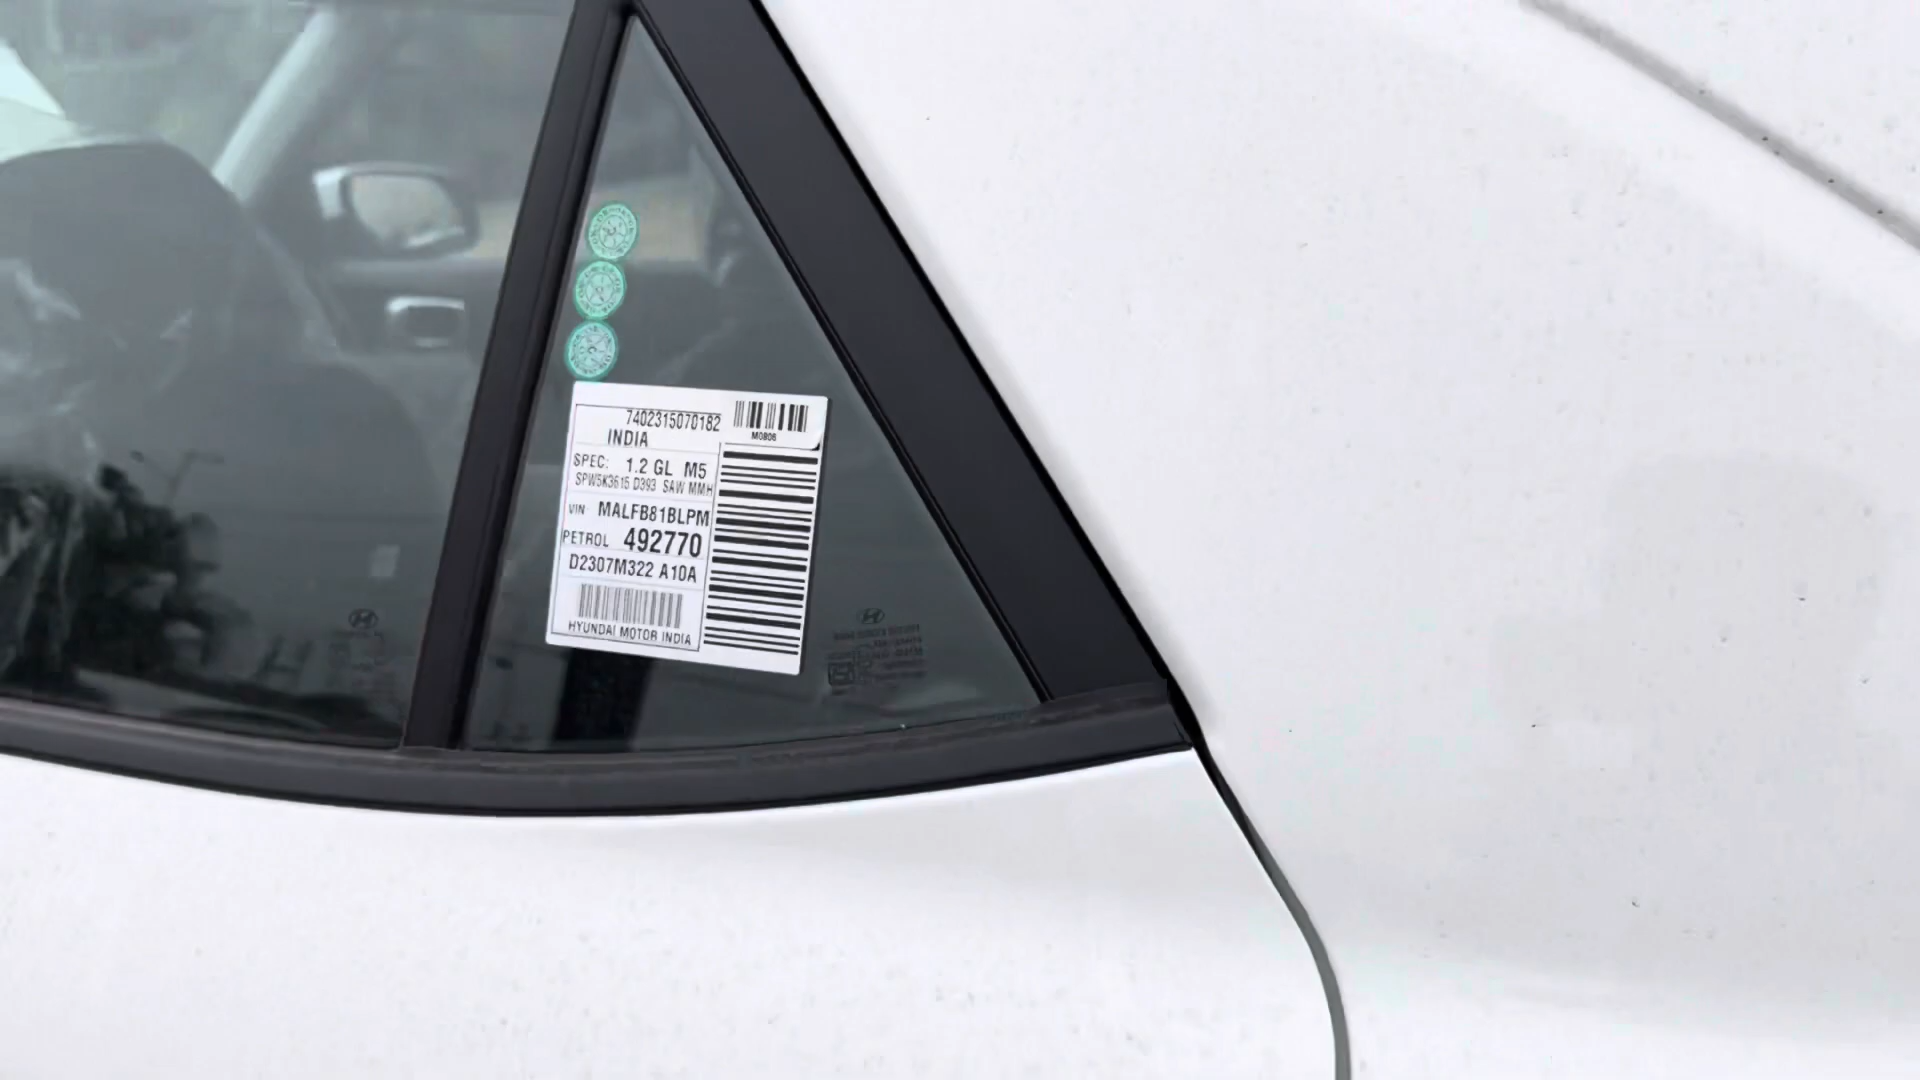 7402315070182
M0806
INDIA
SPEC: 1.2 GL M5
SPW5K3615 D393 SAW MMH
VIN MALFB81BLPM
PETROL 492770
D2307M322 A10A
HYUNDAI MOTOR INDIA